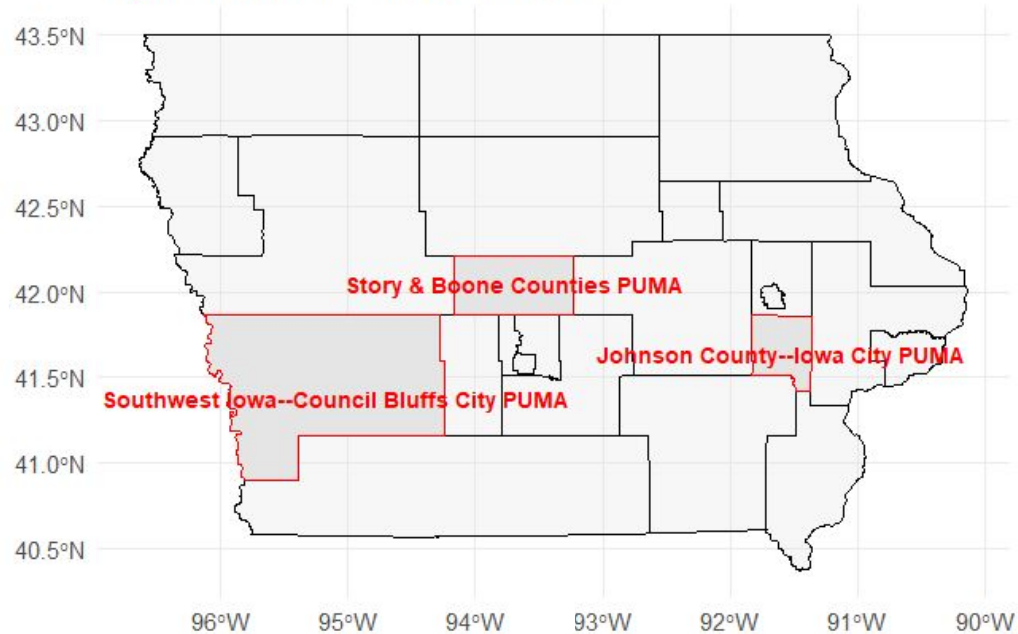 43.5°N
43.0°N
42.5°N
42.0°N
41.5°N
41.0°N
40.5°N
Story & Boone Counties PUMA
Johnson County--Iowa City PUMA
Southwest Iowa--Council Bluffs City PUMA
96°W 95°W 94°W 93°W 92°W 91°W 90°W